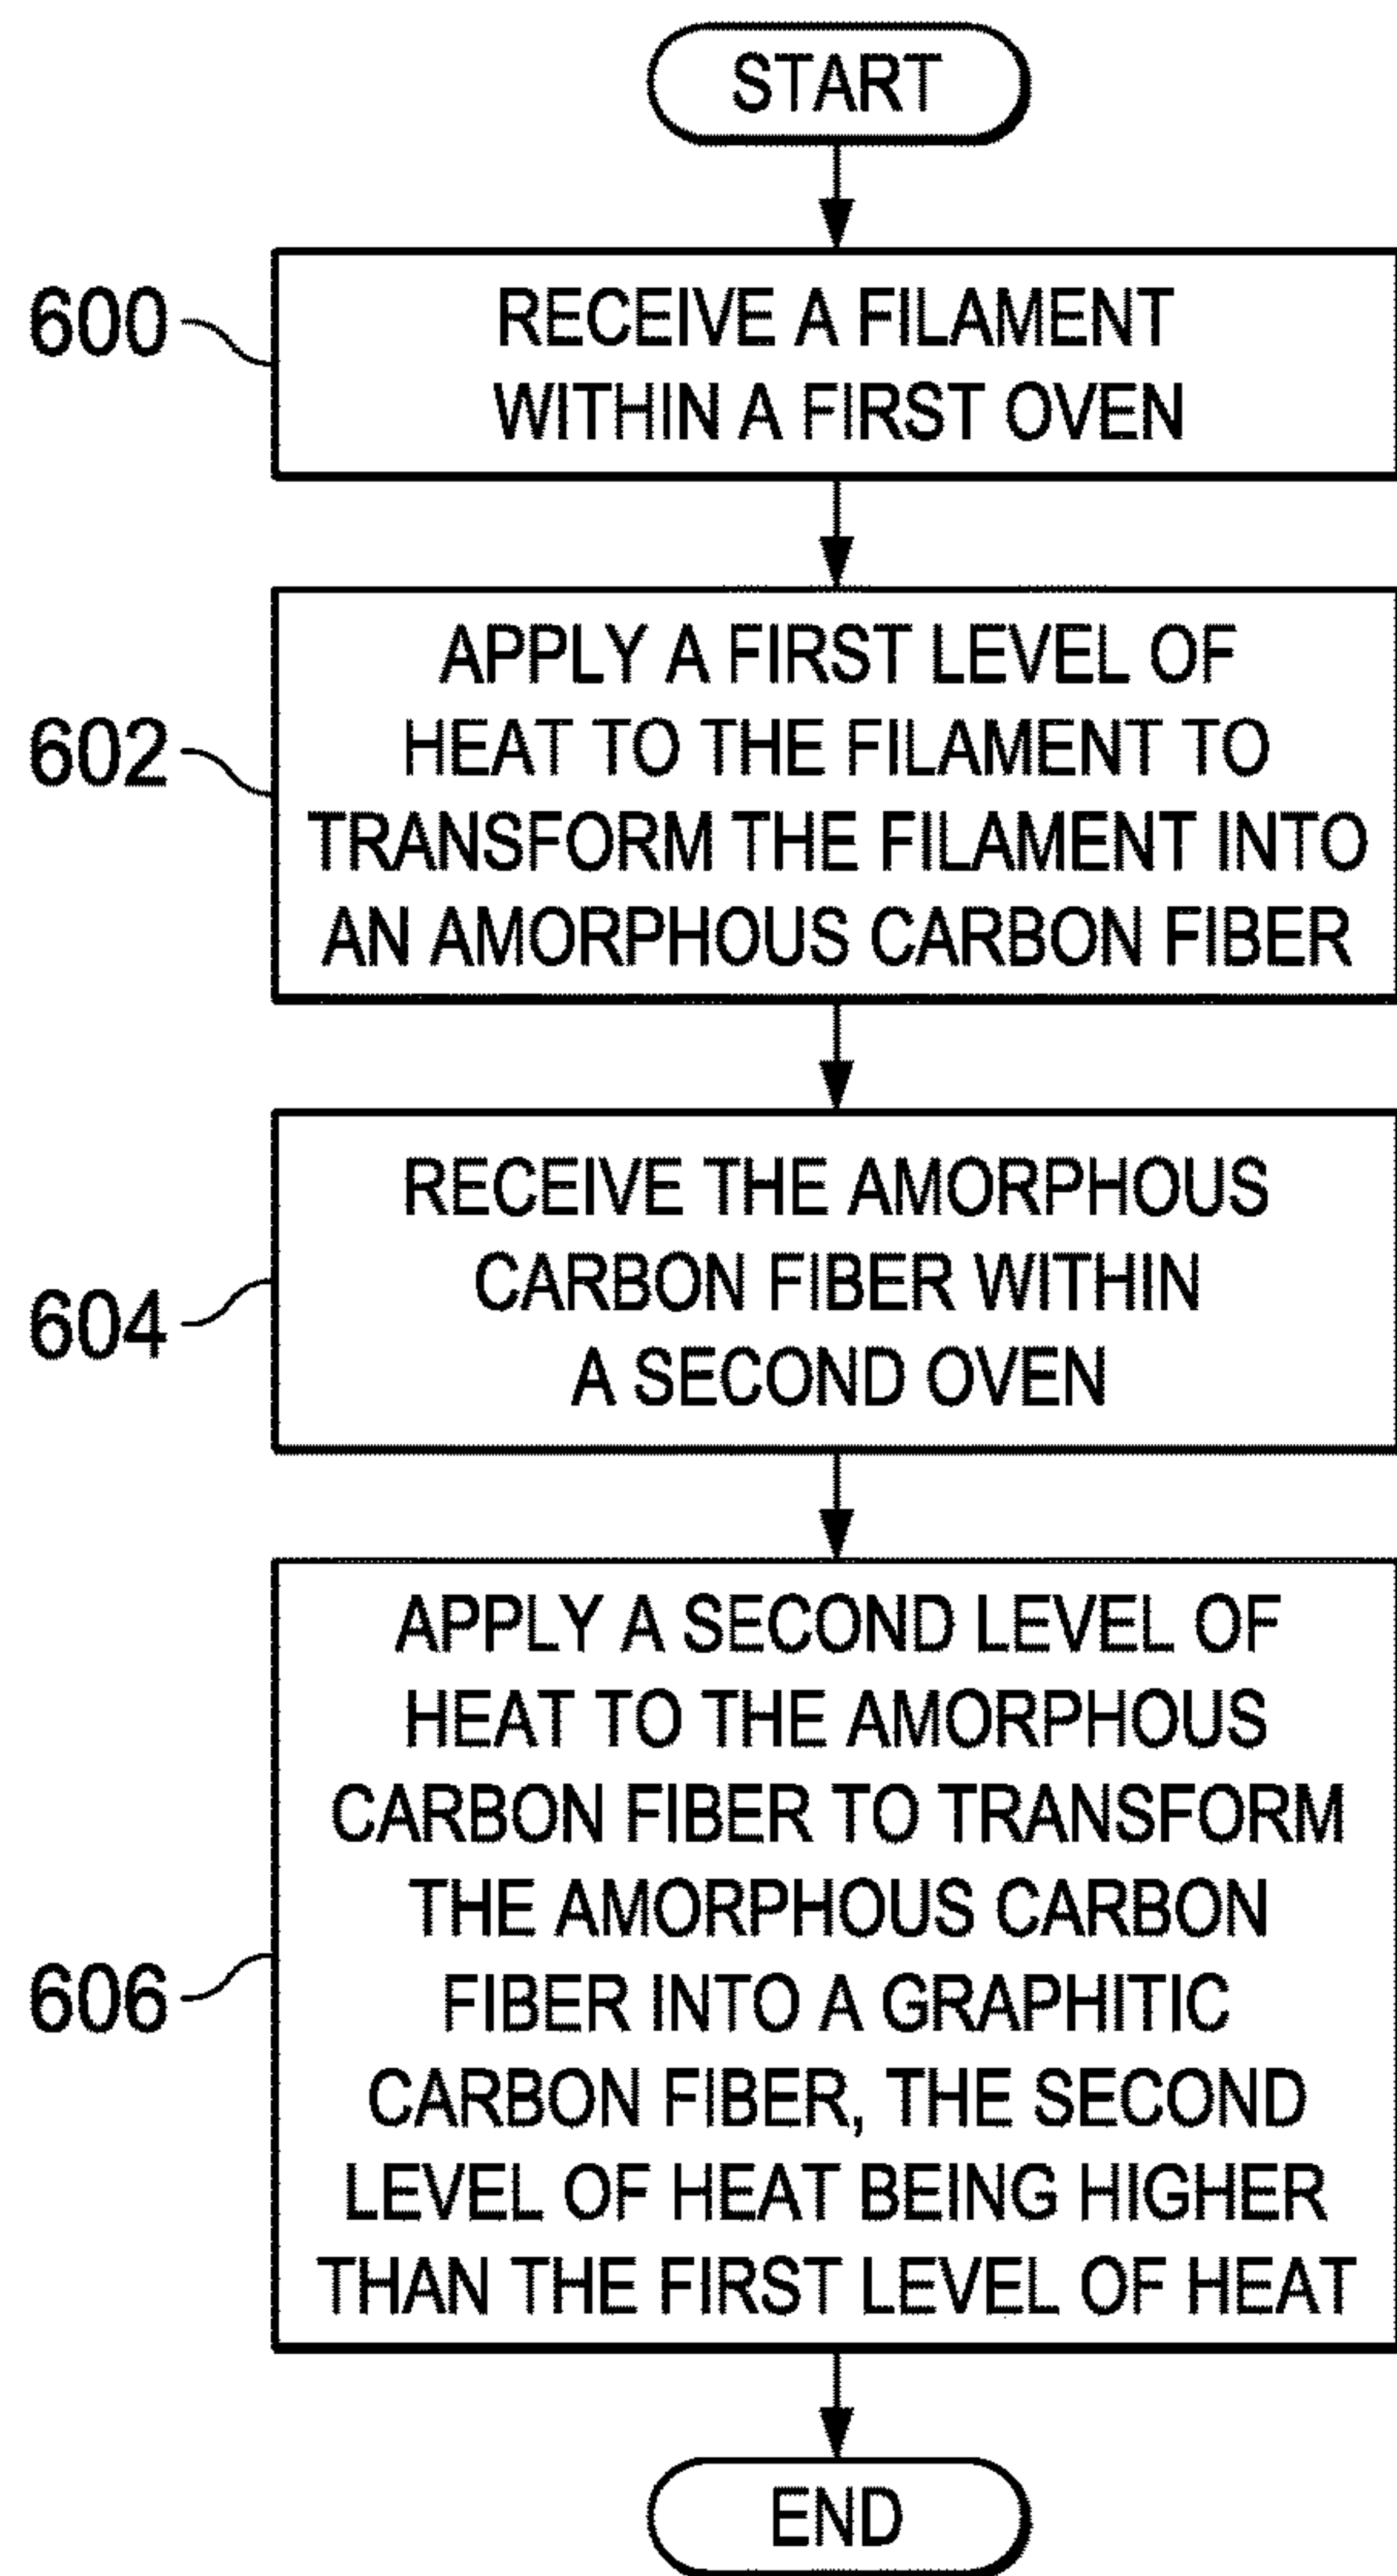 START
600
RECEIVE A FILAMENT
WITHIN A FIRST OVEN
602
APPLY A FIRST LEVEL OF
HEAT TO THE FILAMENT TO
TRANSFORM THE FILAMENT INTO
AN AMORPHOUS CARBON FIBER
604
RECEIVE THE AMORPHOUS
CARBON FIBER WITHIN
A SECOND OVEN
606
APPLY A SECOND LEVEL OF
HEAT TO THE AMORPHOUS
CARBON FIBER TO TRANSFORM
THE AMORPHOUS CARBON
FIBER INTO A GRAPHITIC
CARBON FIBER, THE SECOND
LEVEL OF HEAT BEING HIGHER
THAN THE FIRST LEVEL OF HEAT
END